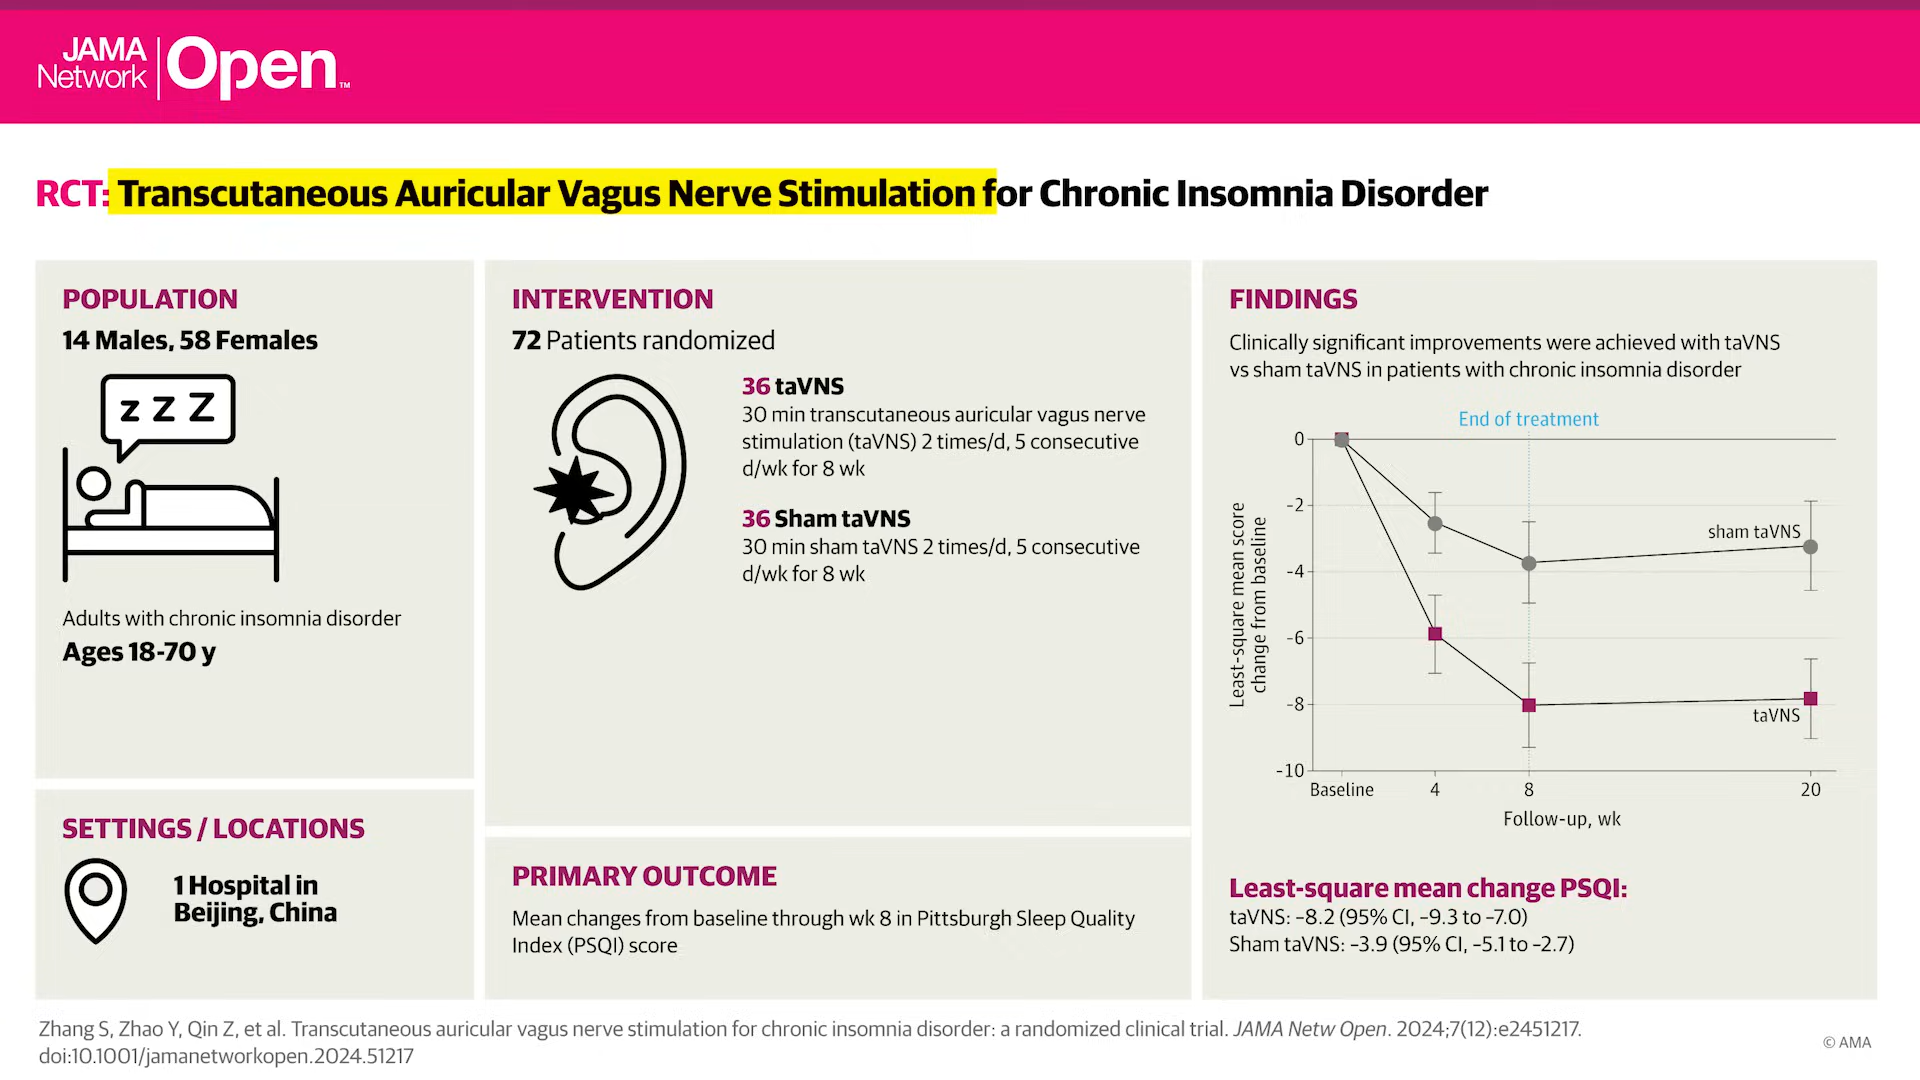 JAMA
Network
Open™
RCT: Transcutaneous Auricular Vagus Nerve Stimulation for Chronic Insomnia Disorder
POPULATION
14 Males, 58 Females
z z z
Adults with chronic insomnia disorder
Ages 18-70 y
SETTINGS / LOCATIONS
1 Hospital in
Beijing, China
INTERVENTION
72 Patients randomized
36 taVNS
30 min transcutaneous auricular vagus nerve
stimulation (taVNS) 2 times/d, 5 consecutive
d/wk for 8 wk
36 Sham taVNS
30 min sham taVNS 2 times/d, 5 consecutive
d/wk for 8 wk
PRIMARY OUTCOME
Mean changes from baseline through wk 8 in Pittsburgh Sleep Quality
Index (PSQI) score
FINDINGS
Clinically significant improvements were achieved with taVNS
vs sham taVNS in patients with chronic insomnia disorder
End of treatment
0
-2
-4
-6
-8
-10
Least-square mean score
change from baseline
sham taVNS
taVNS
Baseline 4 8 20
Follow-up, wk
Least-square mean change PSQI:
taVNS: -8.2 (95% CI, -9.3 to -7.0)
Sham taVNS: -3.9 (95% CI, -5.1 to -2.7)
Zhang S, Zhao Y, Qin Z, et al. Transcutaneous auricular vagus nerve stimulation for chronic insomnia disorder: a randomized clinical trial. JAMA Netw Open. 2024;7(12):e2451217.
doi:10.1001/jamanetworkopen.2024.51217
© AMA